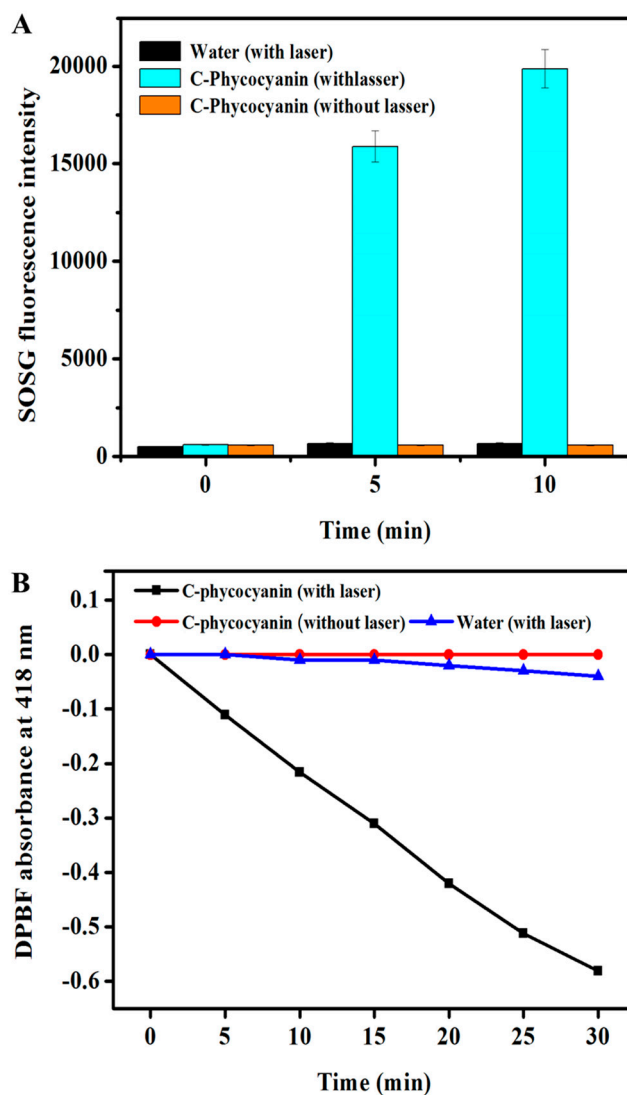 A
Water (with laser)
C-Phycocyanin (withlasser)
C-Phycocyanin (without lasser)
20000
15000
10000
5000
0
SOSG fluorescence intensity
0 5 10
Time (min)
B
C-phycocyanin (with laser)
C-phycocyanin (without laser) Water (with laser)
0.1
0.0
-0.1
-0.2
-0.3
-0.4
-0.5
-0.6
DPBF absorbance at 418 nm
0 5 10 15 20 25 30
Time (min)